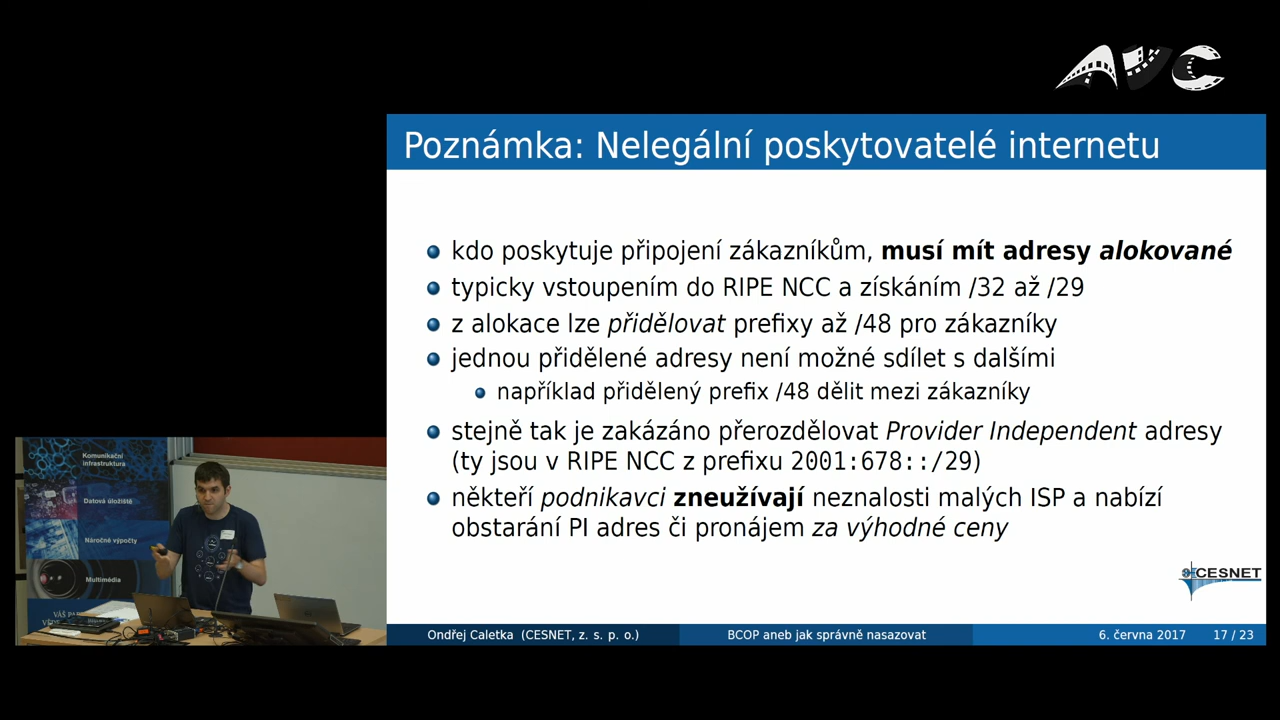 AVC
Poznámka: Nelegální poskytovatelé internetu
kdo poskytuje připojení zákazníkům, musí mít adresy alokované
typicky vstoupením do RIPE NCC a získáním /32 až /29
z alokace lze přidělovat prefixy až /48 pro zákazníky
jednou přidělené adresy není možné sdílet s dalšími
například přidělený prefix /48 dělit mezi zákazníky
stejně tak je zakázáno přerozdělovat Provider Independent adresy
(ty jsou v RIPE NCC z prefixu 2001:678::/29)
někteří podnikavci zneužívají neznalosti malých ISP a nabízí
obstarání PI adres či pronájem za výhodné ceny
CESNET
Ondřej Caletka (CESNET, z. s. p. o.)
BCOP aneb jak správně nasazovat
6. června 2017
17 / 23
Komunikační
infrastruktura
Datová úložiště
Náročné výpočty
Multimédia